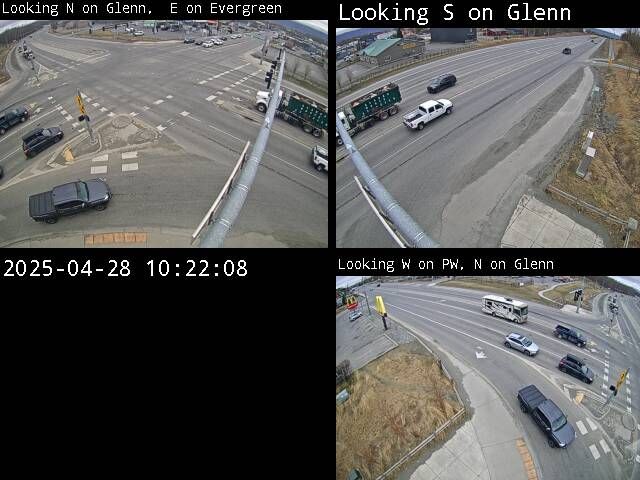 Looking N on Glenn,  E on Evergreen
Looking S on Glenn
2025-04-28 10:22:08
Looking W on PW, N on Glenn